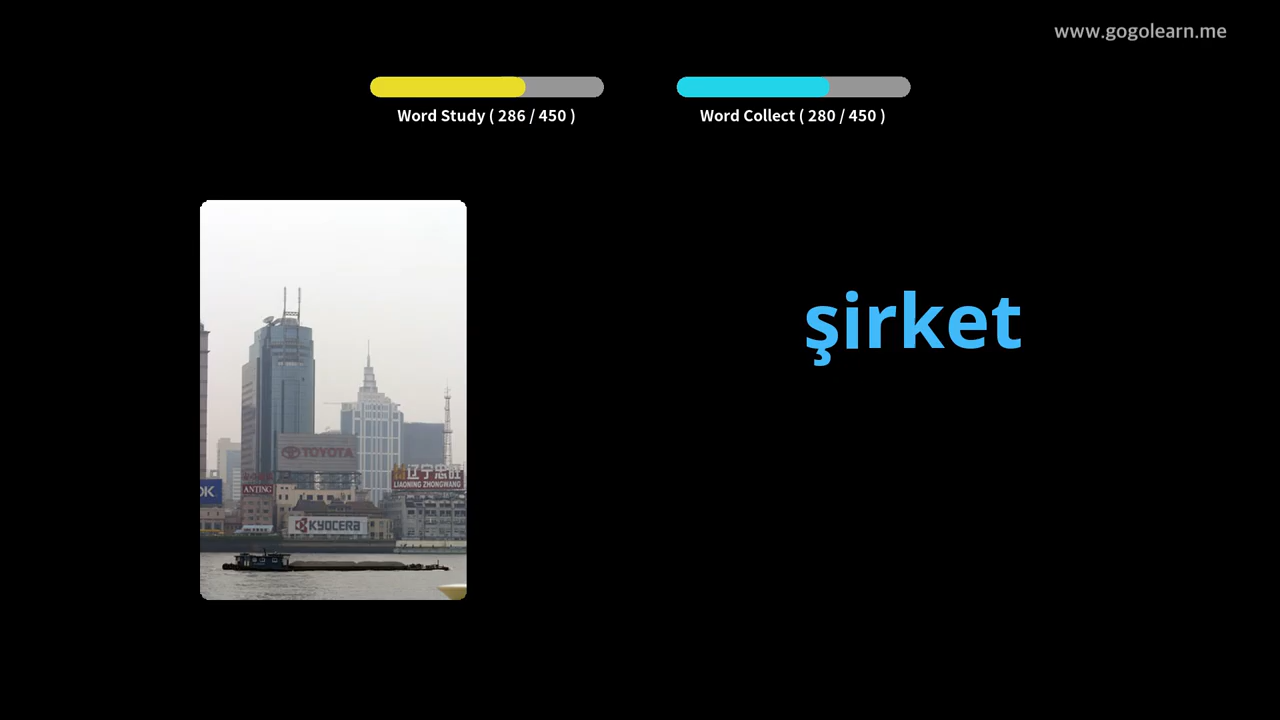 www.gogolearn.me
Word Study ( 286 / 450 )
Word Collect ( 280 / 450 )
şirket
TOYOTA
辽宁忠旺
LIAONING ZHONGWANG
ANTING
KYOCERA